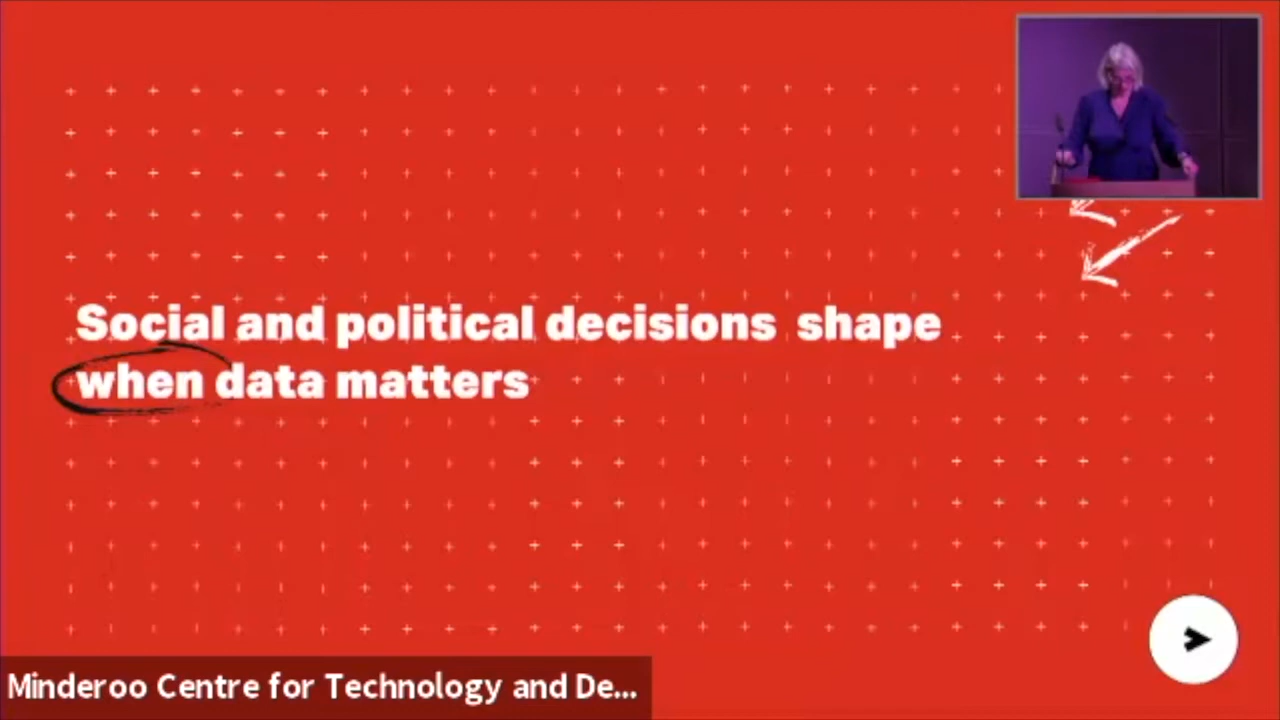 Social and political decisions shape
when data matters
Minderoo Centre for Technology and De...